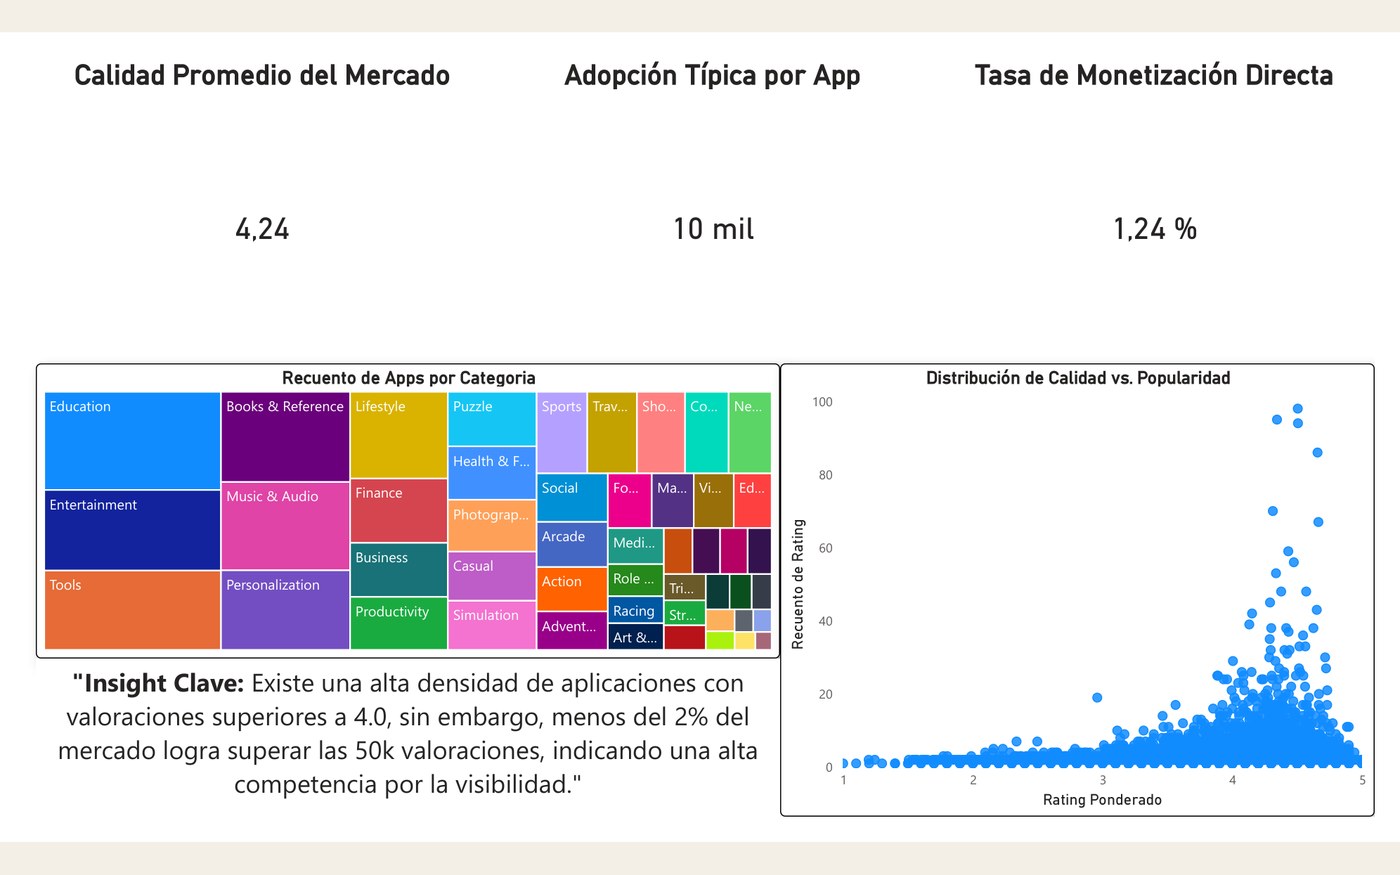 Calidad Promedio del Mercado
Adopción Típica por App
Tasa de Monetización Directa
4,24
10 mil
1,24 %
Recuento de Apps por Categoria
Education
Entertainment
Tools
Books & Reference
Music & Audio
Personalization
Lifestyle
Finance
Business
Productivity
Puzzle
Health & F...
Photograp...
Casual
Simulation
Sports
Trav...
Sho...
Co...
Ne...
Social
Arcade
Action
Advent...
Fo...
Ma...
Vi...
Ed...
Medi...
Role ...
Racing
Art &...
Tri...
Str...
"Insight Clave: Existe una alta densidad de aplicaciones con
valoraciones superiores a 4.0, sin embargo, menos del 2% del
mercado logra superar las 50k valoraciones, indicando una alta
competencia por la visibilidad."
Distribución de Calidad vs. Popularidad
Recuento de Rating
100
80
60
40
20
0
1
2
3
4
5
Rating Ponderado